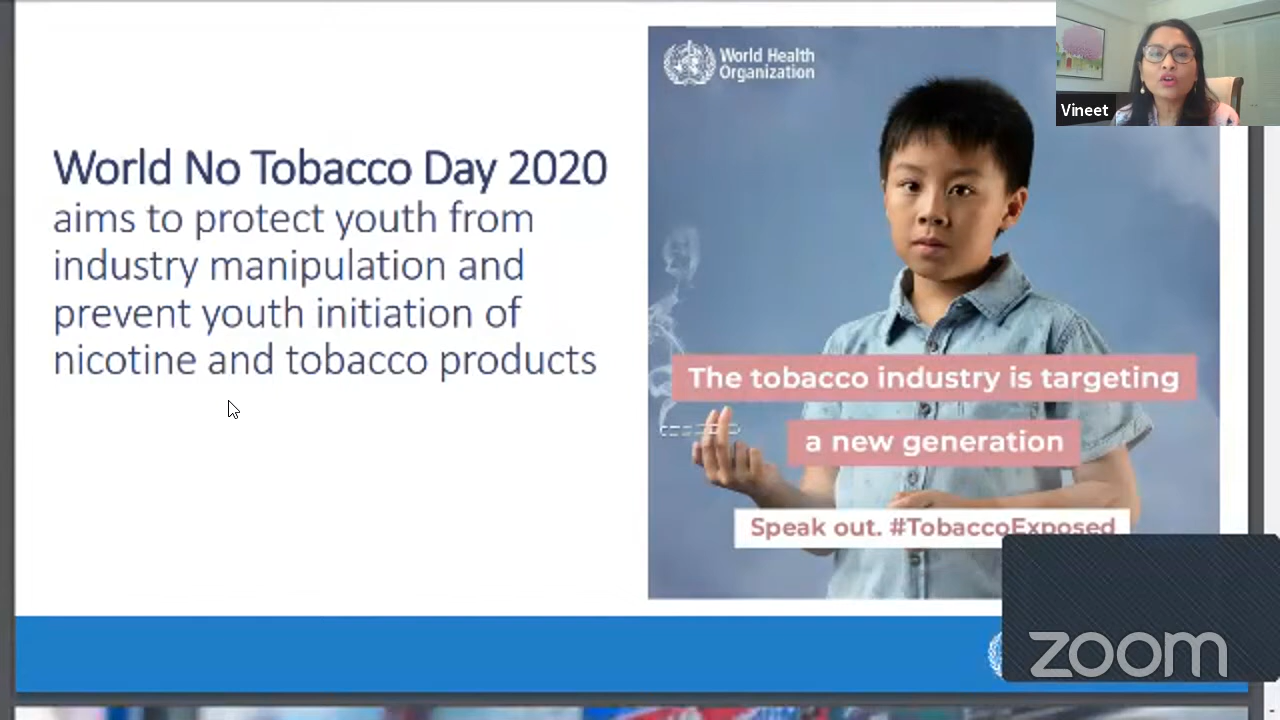 World No Tobacco Day 2020
aims to protect youth from
industry manipulation and
prevent youth initiation of
nicotine and tobacco products
World Health
Organization
Vineet
The tobacco industry is targeting
a new generation
Speak out. #TobaccoExposed
zoom